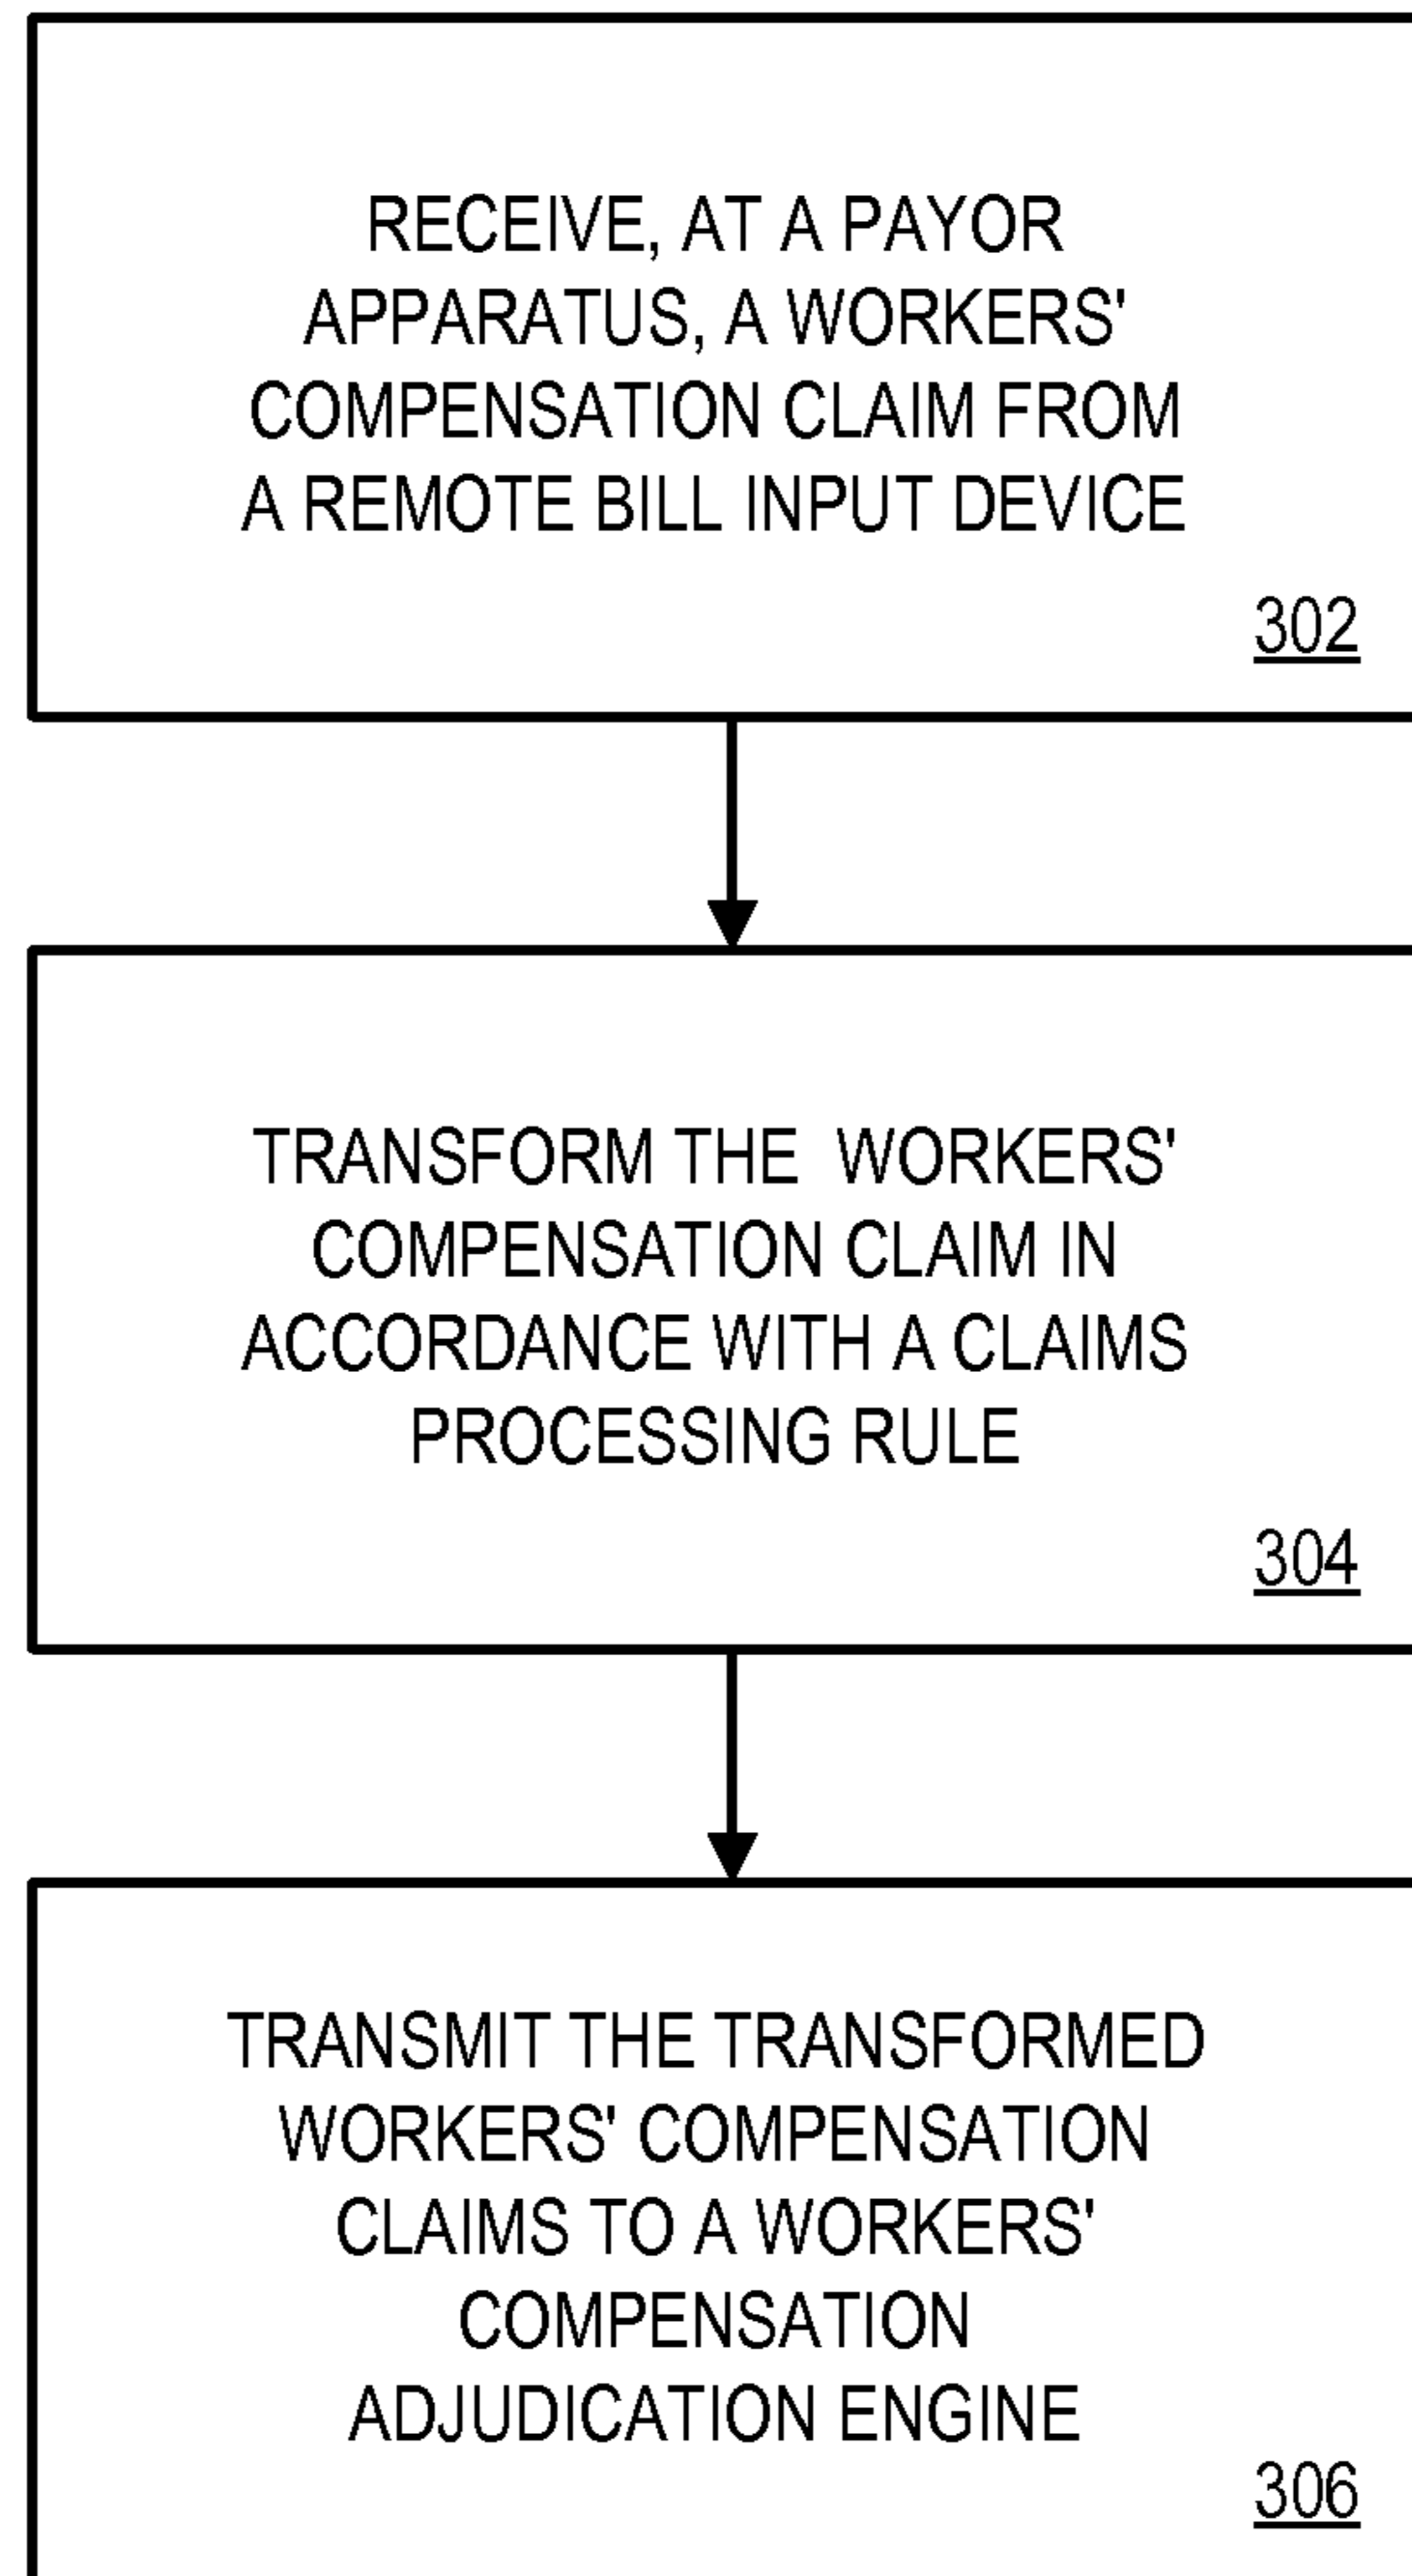 RECEIVE, AT A PAYOR
APPARATUS, A WORKERS'
COMPENSATION CLAIM FROM
A REMOTE BILL INPUT DEVICE
302
TRANSFORM THE WORKERS'
COMPENSATION CLAIM IN
ACCORDANCE WITH A CLAIMS
PROCESSING RULE
304
TRANSMIT THE TRANSFORMED
WORKERS' COMPENSATION
CLAIMS TO A WORKERS'
COMPENSATION
ADJUDICATION ENGINE
306